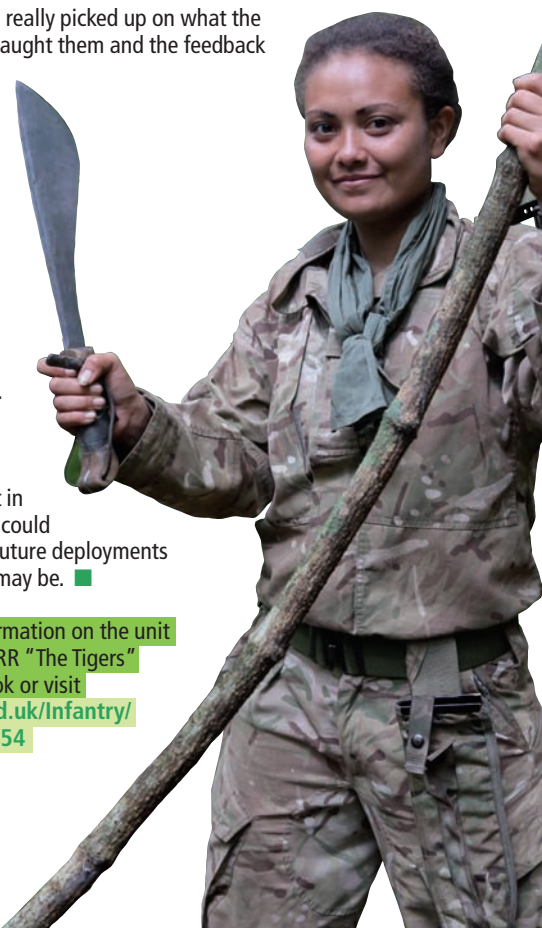 really picked up on what the
aught them and the feedback
.
in
could
uture deployments
may be. ■
rmation on the unit
RR “The Tigers”
ok or visit
d.uk/Infantry/
54